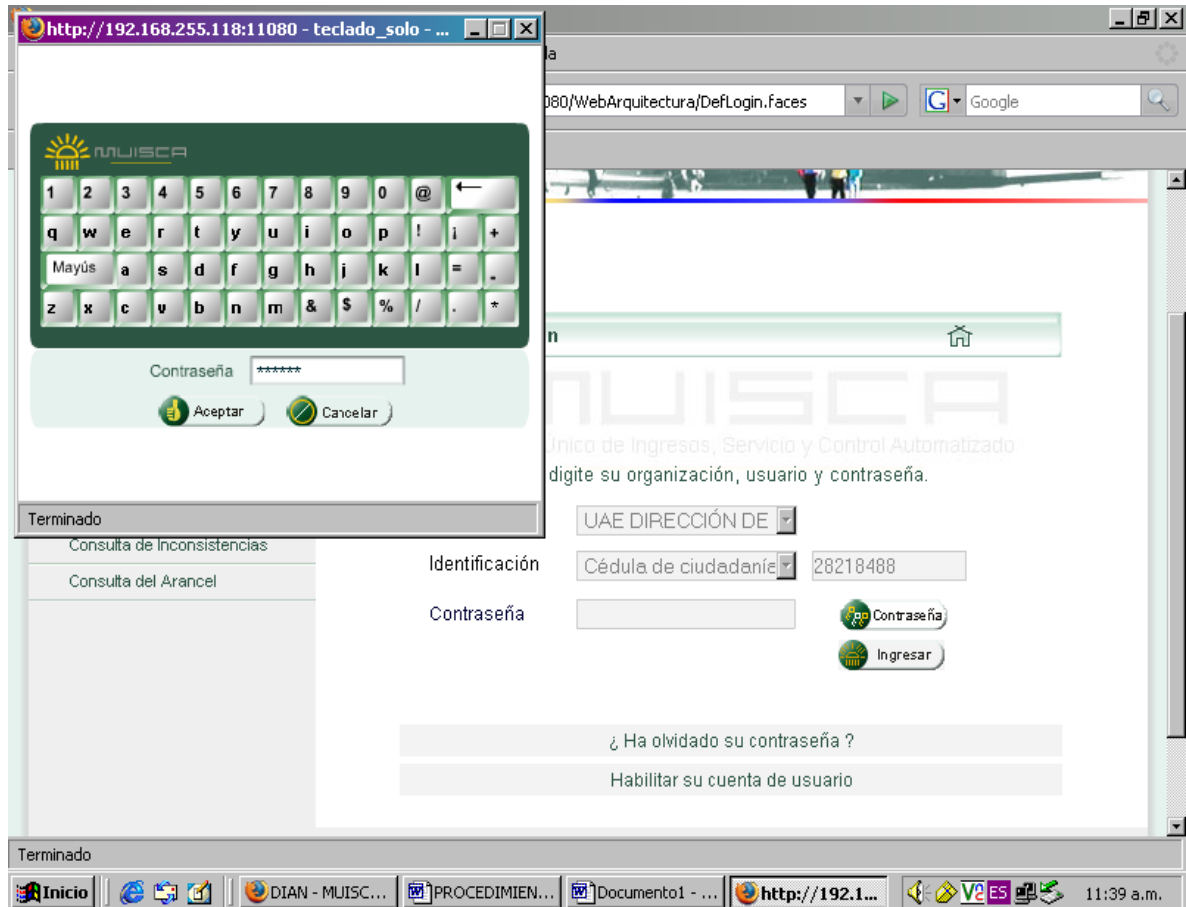 http://192.168.255.118:11080 - teclado_solo - ...
la
080/WebArquitectura/DefLogin.faces
G Google
MUISCA
1 2 3 4 5 6 7 8 9 0 @ ←
q w e r t y u i o p ! ¡ +
Mayús a s d f g h j k l = -
z x c v b n m & $ % / . *
Contraseña ******
Aceptar Cancelar
Terminado
n
MUISCA
Único de Ingresos, Servicio y Control Automatizado
digite su organización, usuario y contraseña.
UAE DIRECCIÓN DE
Consulta de Inconsistencias
Identificación Cédula de ciudadanía 28218488
Consulta del Arancel
Contraseña Contraseña
Ingresar
¿ Ha olvidado su contraseña ?
Habilitar su cuenta de usuario
Terminado
Inicio DIAN - MUISC... PROCEDIMIEN... Documento1 - ... http://192.1... ES 11:39 a.m.